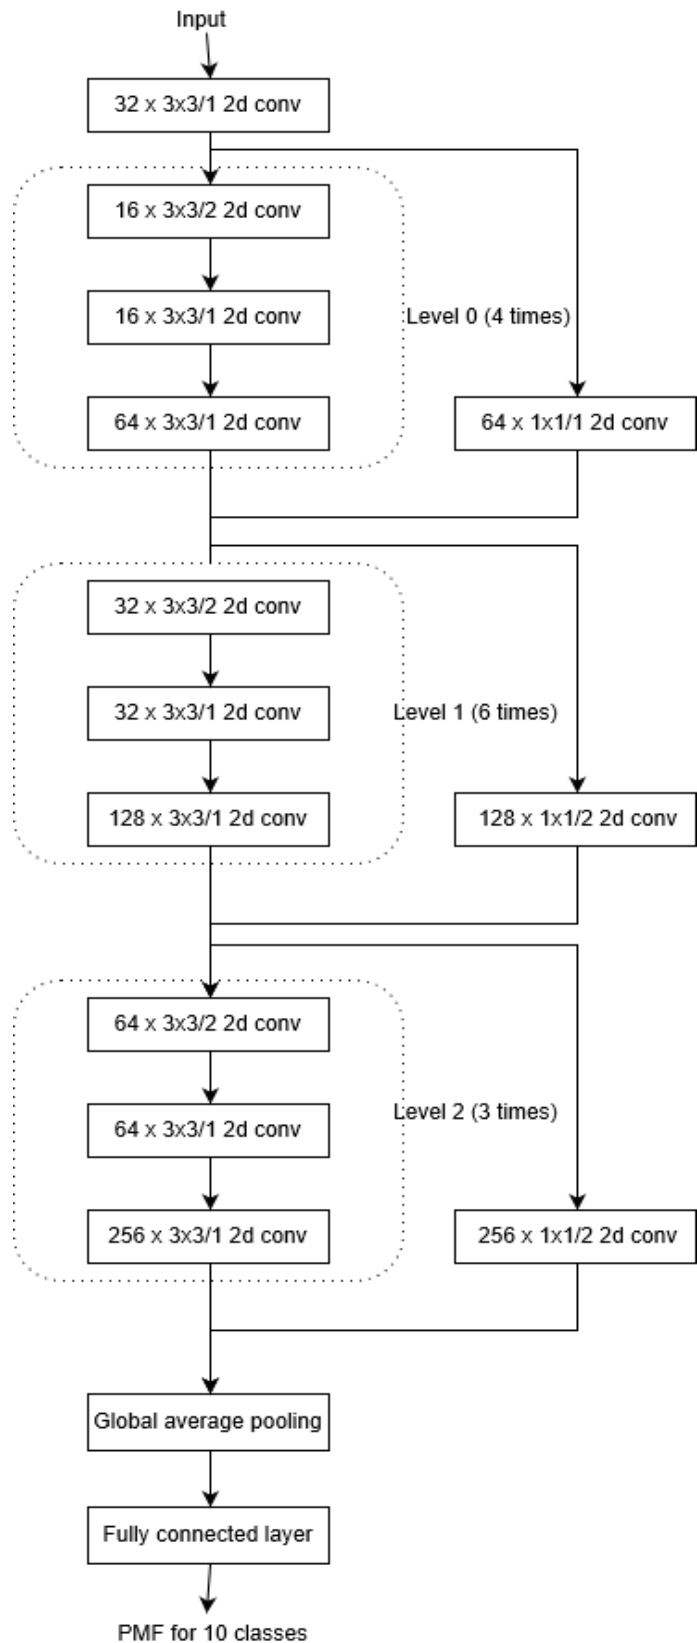 Input
32 x 3x3/1 2d conv
16 x 3x3/2 2d conv
16 x 3x3/1 2d conv
Level 0 (4 times)
64 x 3x3/1 2d conv
64 x 1x1/1 2d conv
32 x 3x3/2 2d conv
32 x 3x3/1 2d conv
Level 1 (6 times)
128 x 3x3/1 2d conv
128 x 1x1/2 2d conv
64 x 3x3/2 2d conv
64 x 3x3/1 2d conv
Level 2 (3 times)
256 x 3x3/1 2d conv
256 x 1x1/2 2d conv
Global average pooling
Fully connected layer
PMF for 10 classes